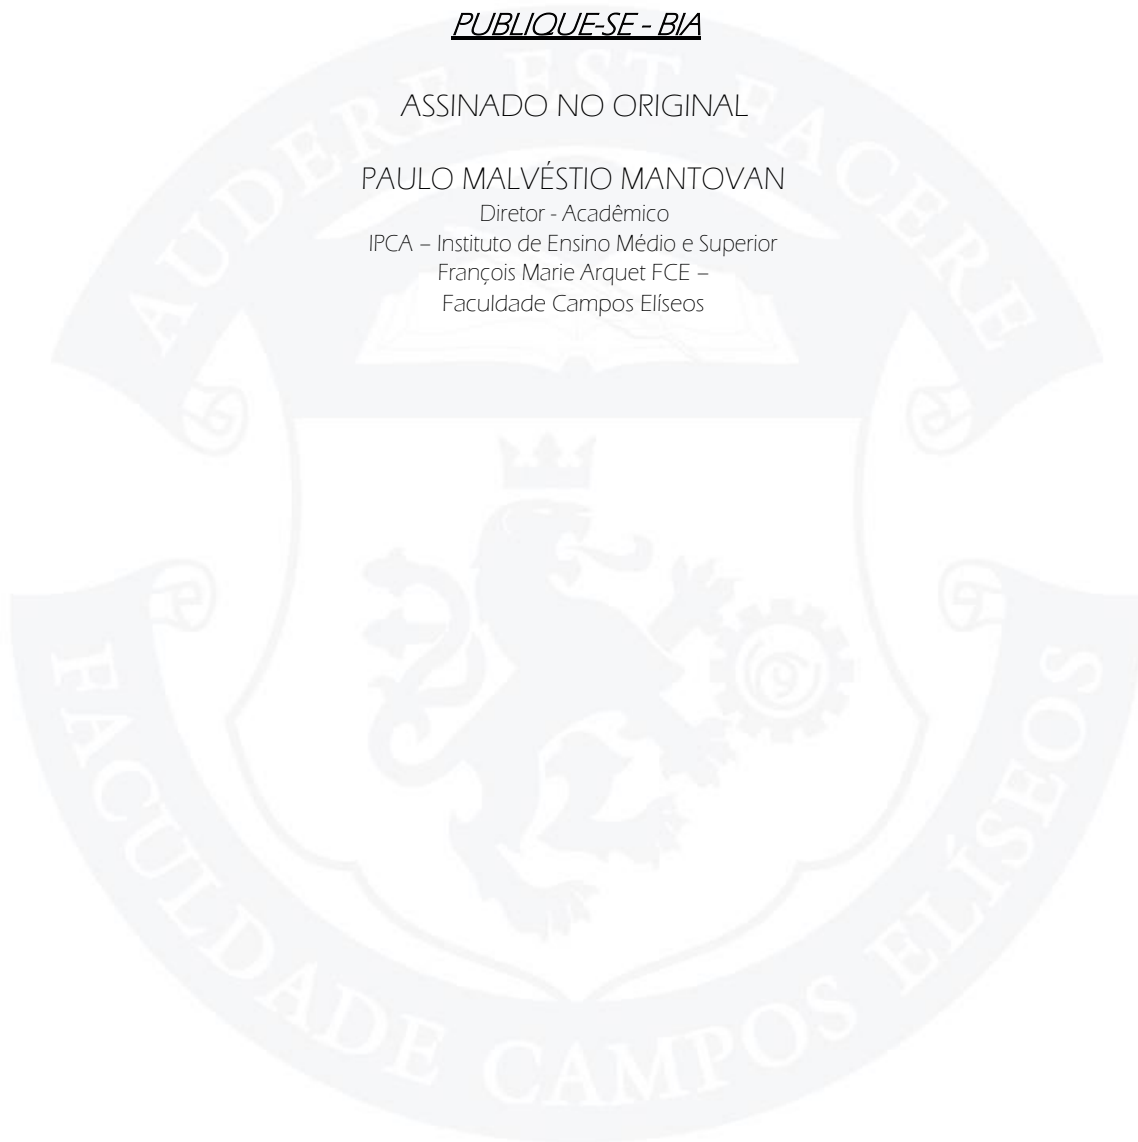 PUBLIQUE-SE - BIA
ASSINADO NO ORIGINAL
PAULO MALVÉSTIO MANTOVAN
Diretor - Acadêmico
IPCA – Instituto de Ensino Médio e Superior
François Marie Arquet FCE –
Faculdade Campos Elíseos
AUDERE EST FACERE
FACULDADE CAMPOS ELÍSEOS